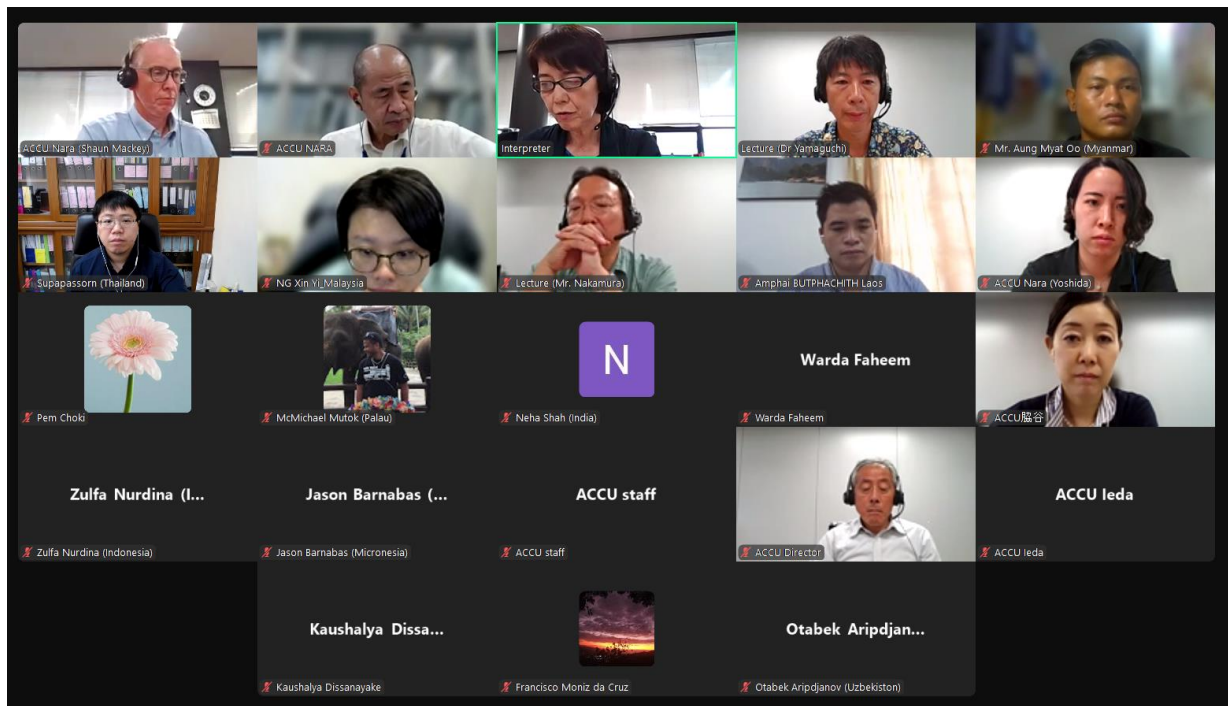 ACCU Nara (Shaun Mackey)
ACCU NARA
Interpreter
Lecture (Dr Yamaguchi)
Mr. Aung Myat Oo (Myanmar)
Supapassorn (Thailand)
NG Xin Yi_Malaysia
Lecture (Mr. Nakamura)
Amphai BUTPHACHITH Laos
ACCU Nara (Yoshida)
Pem Choki
McMichael Mutok (Palau)
N
Neha Shah (India)
Warda Faheem
Warda Faheem
ACCU脇谷
Zulfa Nurdina (I...
Zulfa Nurdina (Indonesia)
Jason Barnabas (...
Jason Barnabas (Micronesia)
ACCU staff
ACCU staff
ACCU Director
ACCU Ieda
ACCU Ieda
Kaushalya Dissa...
Kaushalya Dissanayake
Francisco Moniz da Cruz
Otabek Aripdjan...
Otabek Aripdjanov (Uzbekiston)